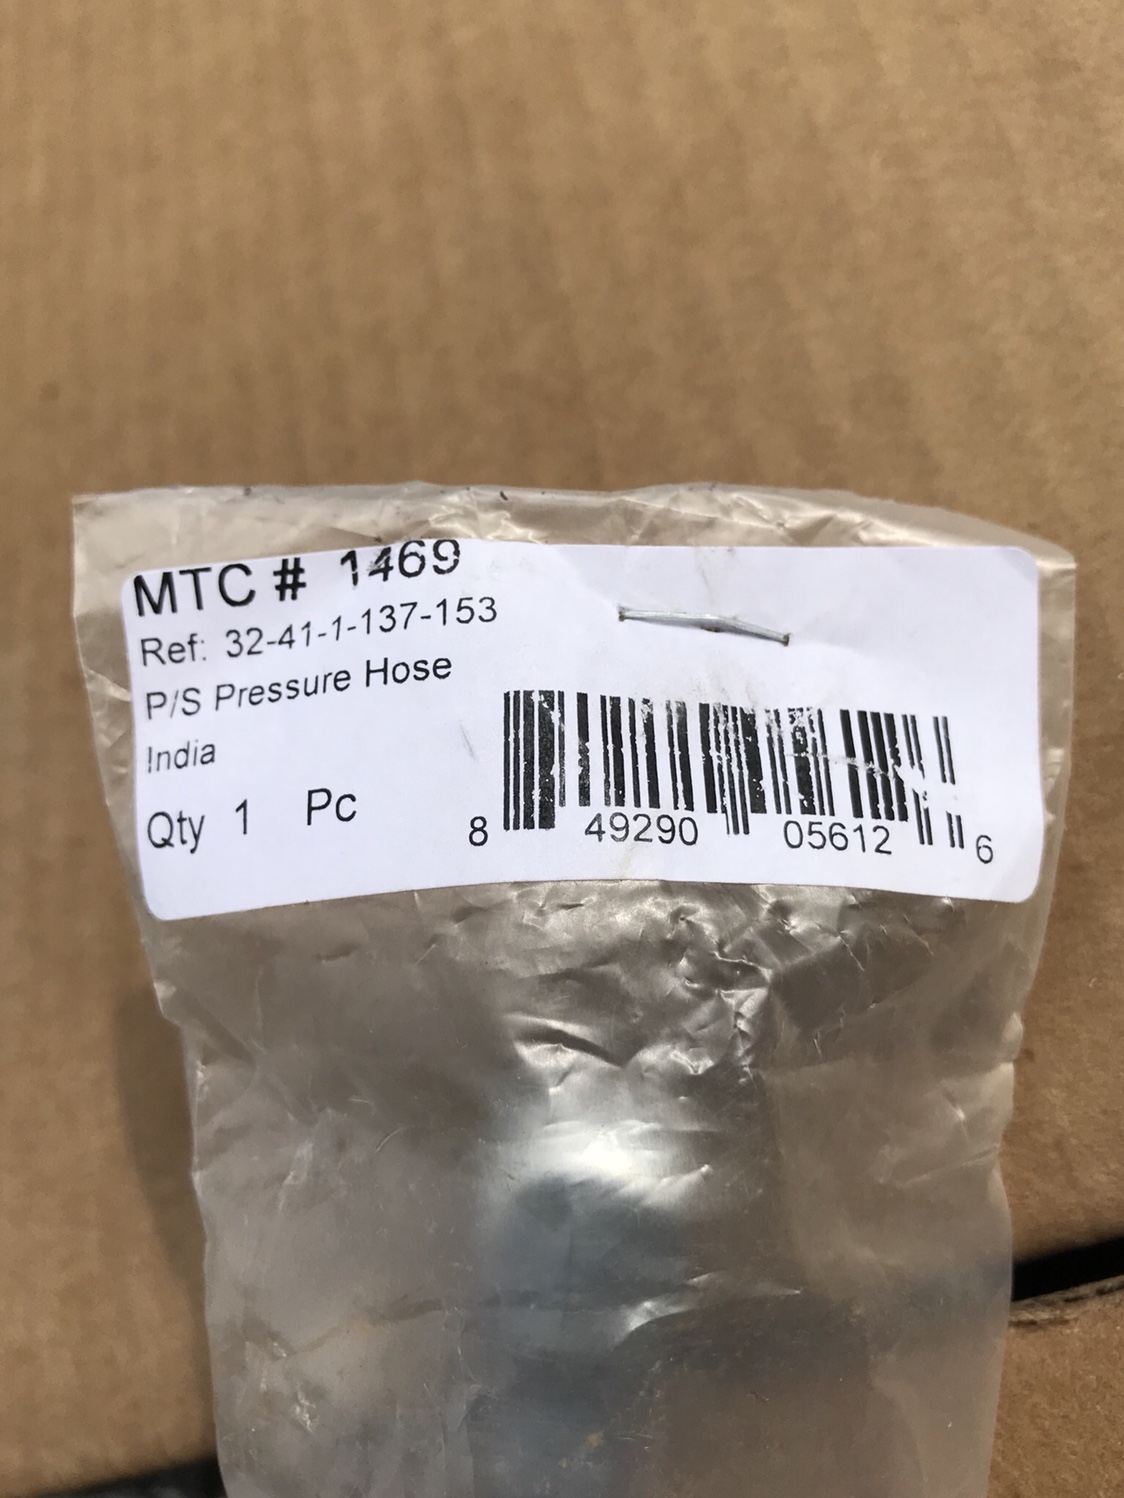 MTC # 1469
Ref: 32-41-1-137-153
P/S Pressure Hose
India
Qty 1 Pc
8 49290 05612 6